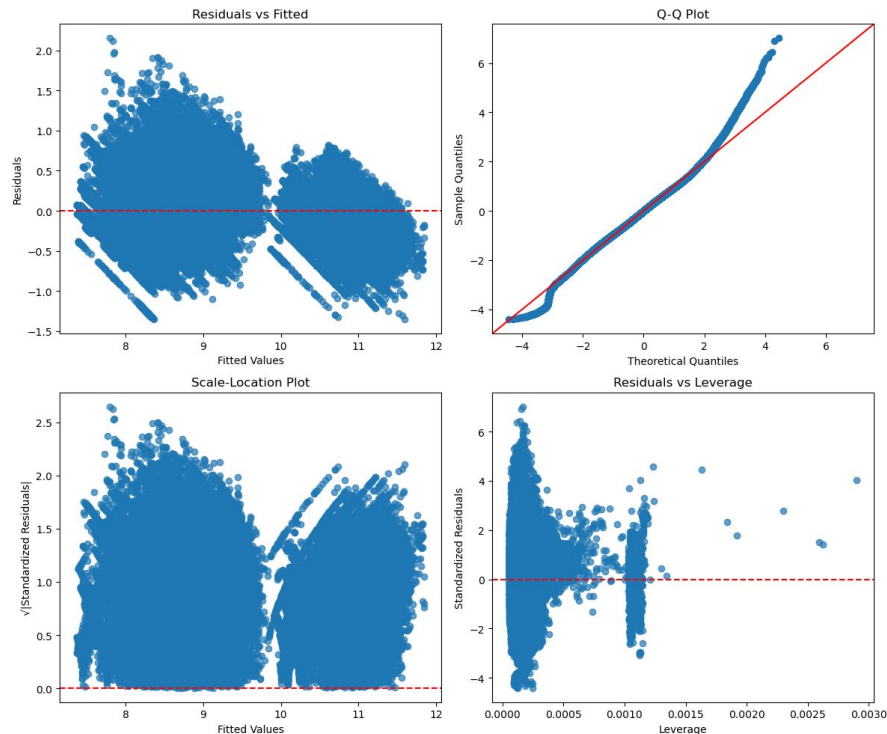 Residuals vs Fitted
Residuals
2.0
1.5
1.0
0.5
0.0
−0.5
−1.0
−1.5
8 9 10 11 12
Fitted Values
Q-Q Plot
Sample Quantiles
6
4
2
0
−2
−4
−4 −2 0 2 4 6
Theoretical Quantiles
Scale-Location Plot
√|Standardized Residuals|
2.5
2.0
1.5
1.0
0.5
0.0
8 9 10 11 12
Fitted Values
Residuals vs Leverage
Standardized Residuals
6
4
2
0
−2
−4
0.0000 0.0005 0.0010 0.0015 0.0020 0.0025 0.0030
Leverage